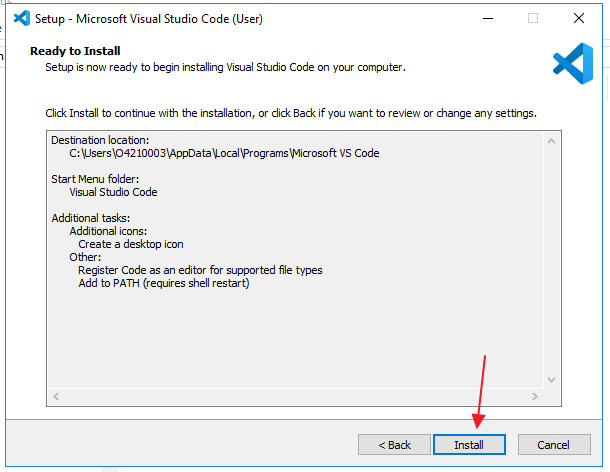 Setup - Microsoft Visual Studio Code (User)
Ready to Install
Setup is now ready to begin installing Visual Studio Code on your computer.
Click Install to continue with the installation, or click Back if you want to review or change any settings.
Destination location:
C:\Users\O4210003\AppData\Local\Programs\Microsoft VS Code
Start Menu folder:
Visual Studio Code
Additional tasks:
Additional icons:
Create a desktop icon
Other:
Register Code as an editor for supported file types
Add to PATH (requires shell restart)
< Back
Install
Cancel